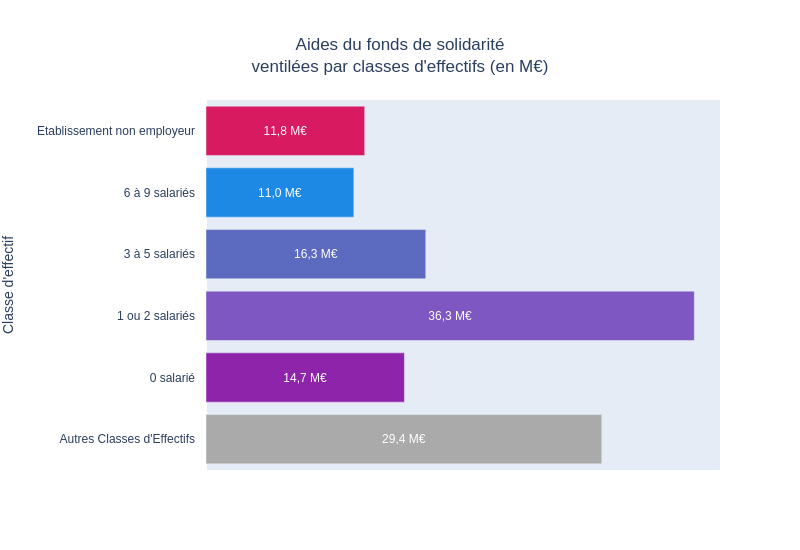 Aides du fonds de solidarité
ventilées par classes d'effectifs (en M€)
Classe d'effectif
Etablissement non employeur
11,8 M€
6 à 9 salariés
11,0 M€
3 à 5 salariés
16,3 M€
1 ou 2 salariés
36,3 M€
0 salarié
14,7 M€
Autres Classes d'Effectifs
29,4 M€